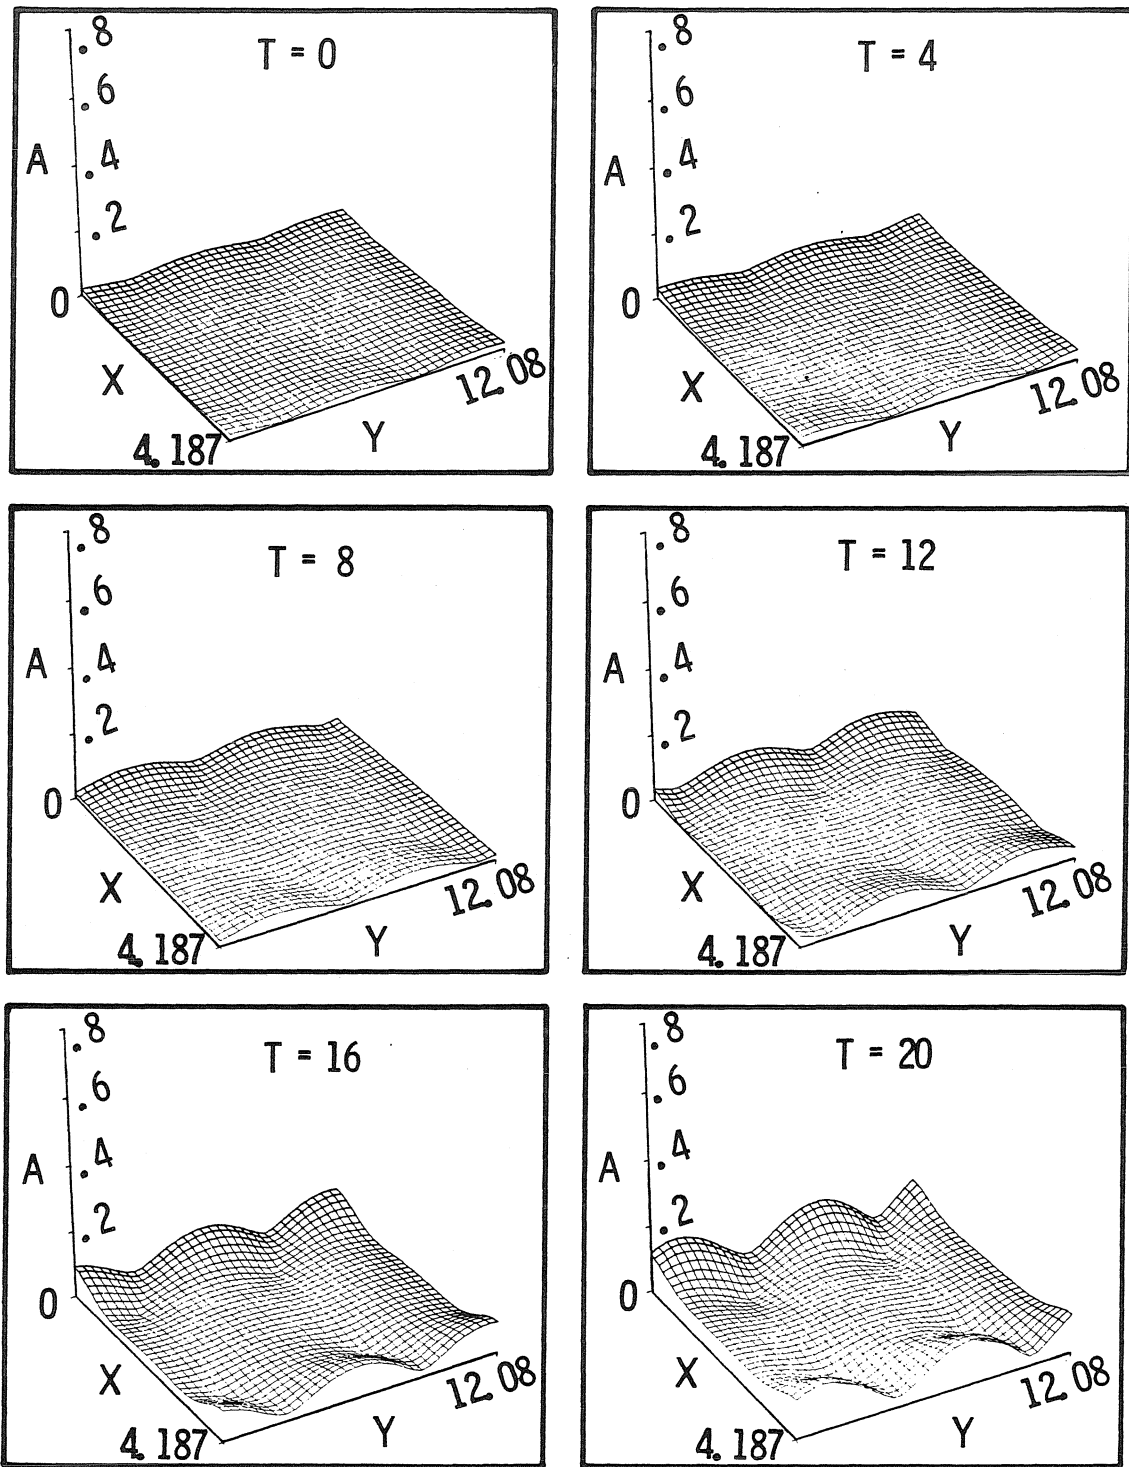 T = 0
.8
.6
A
.4
.2
0
X
4.187
Y
12.08
T = 4
.8
.6
A
.4
.2
0
X
4.187
Y
12.08
T = 8
.8
.6
A
.4
.2
0
X
4.187
Y
12.08
T = 12
.8
.6
A
.4
.2
0
X
4.187
Y
12.08
T = 16
.8
.6
A
.4
.2
0
X
4.187
Y
12.08
T = 20
.8
.6
A
.4
.2
0
X
4.187
Y
12.08